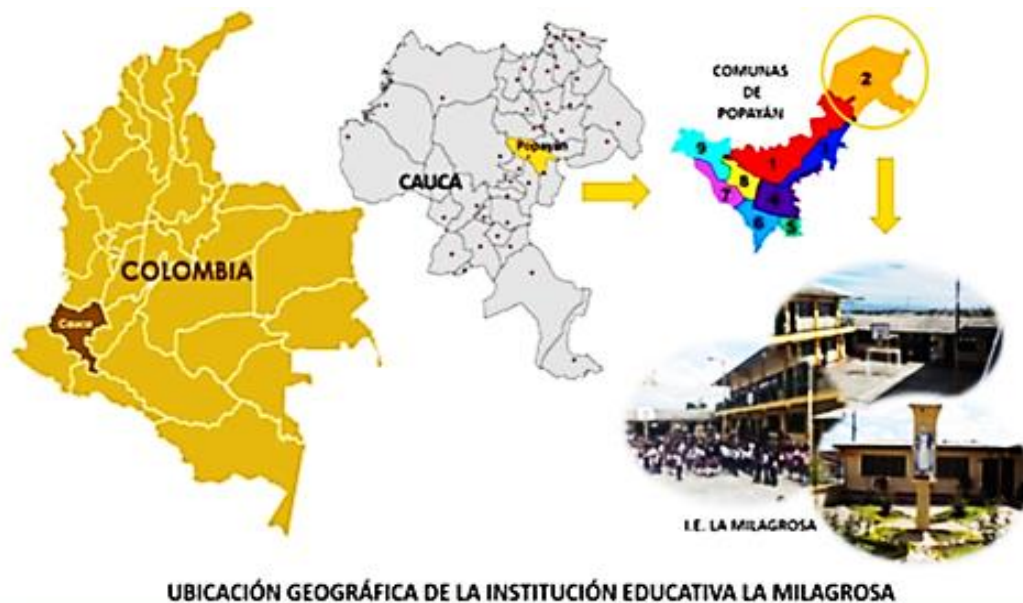 COLOMBIA
Cauca
CAUCA
Popayán
COMUNAS
DE
POPAYÁN
2
1
9
8
7
4
6
5
I.E. LA MILAGROSA
UBICACIÓN GEOGRÁFICA DE LA INSTITUCIÓN EDUCATIVA LA MILAGROSA